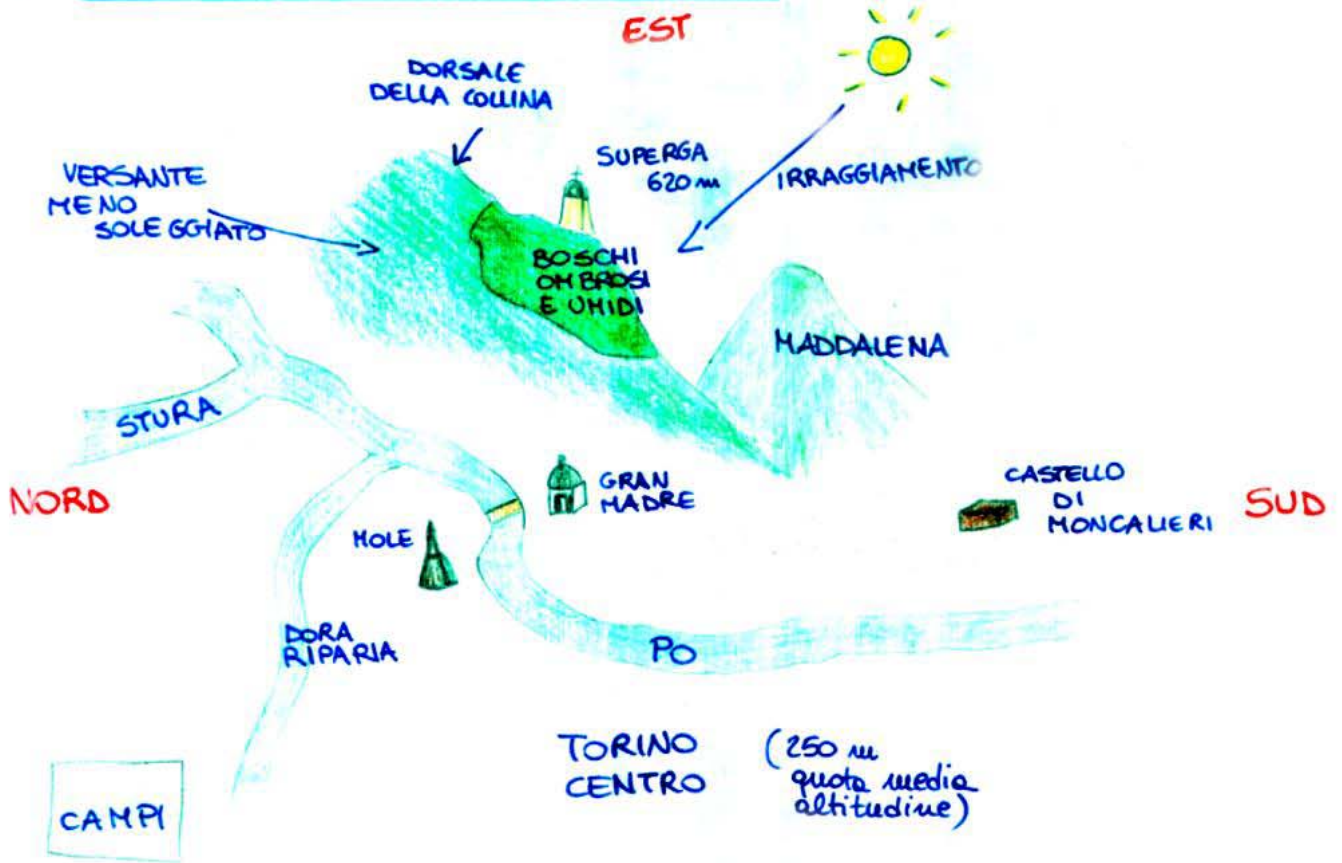 EST
DORSALE
DELLA COLLINA
VERSANTE
MENO
SOLEGGIATO
SUPERGA
620 m
IRRAGGIAMENTO
BOSCHI
OMBROSI
E UMIDI
MADDALENA
STURA
NORD
GRAN
MADRE
CASTELLO
DI
MONCALIERI
SUD
MOLE
DORA
RIPARIA
PO
TORINO
CENTRO
(250 m
quota media
altitudine)
CAMPI